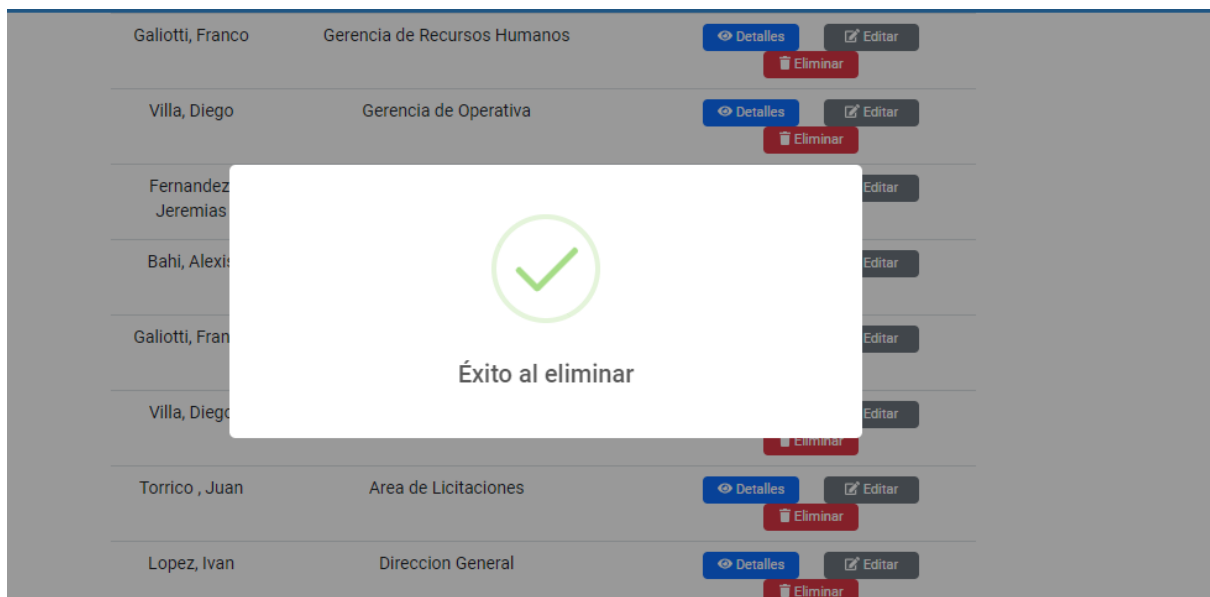 Galiotti, Franco Gerencia de Recursos Humanos Detalles Editar
Eliminar
Villa, Diego Gerencia de Operativa Detalles Editar
Eliminar
Fernandez Editar
Jeremias
Bahi, Alexis Editar
Galiotti, Fran Editar
Éxito al eliminar
Villa, Diego Editar
Eliminar
Torrico , Juan Area de Licitaciones Detalles Editar
Eliminar
Lopez, Ivan Direccion General Detalles Editar
Eliminar